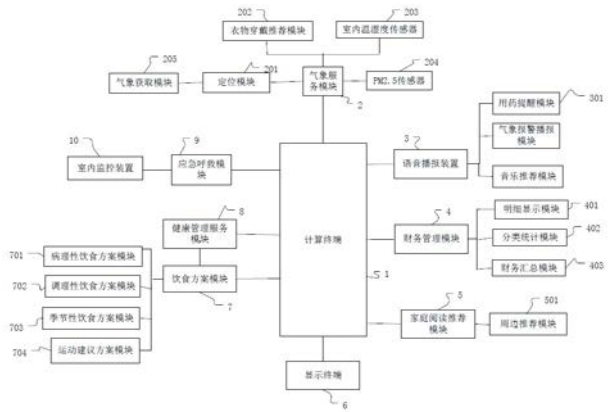 202
衣物穿戴推荐模块
203
室内温湿度传感器
205
气象获取模块
201
定位模块
气象服
务模块
2
204
PM2.5传感器
10
室内监控装置
9
应急呼救模
块
3
语音播报装置
用药提醒模块
301
气象报警播报
模块
音乐推荐模块
8
健康管理服务
模块
计算终端
1
4
财务管理模块
明细显示模块
401
分类统计模块
402
财务汇总模块
403
701
病理性饮食方案模块
702
调理性饮食方案模块
703
季节性饮食方案模块
704
运动建议方案模块
饮食方案模块
7
5
家庭阅读推荐
模块
501
周边推荐模块
显示终端
6